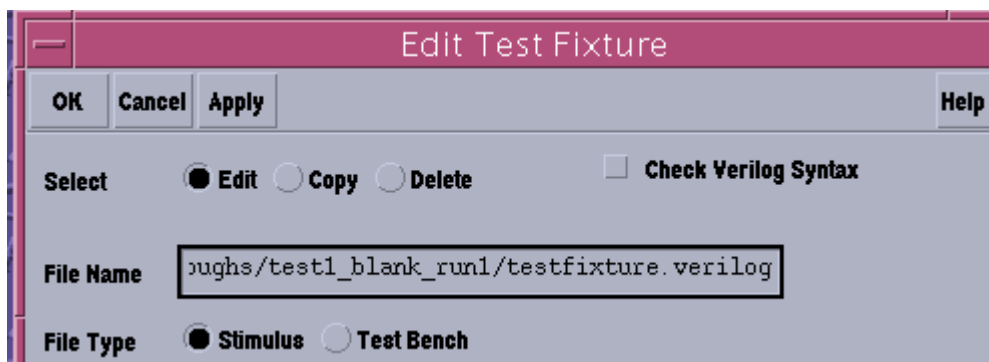 Edit Test Fixture
OK Cancel Apply Help
Select Edit Copy Delete Check Verilog Syntax
File Name oughs/test1_blank_run1/testfixture.verilog
File Type Stimulus Test Bench